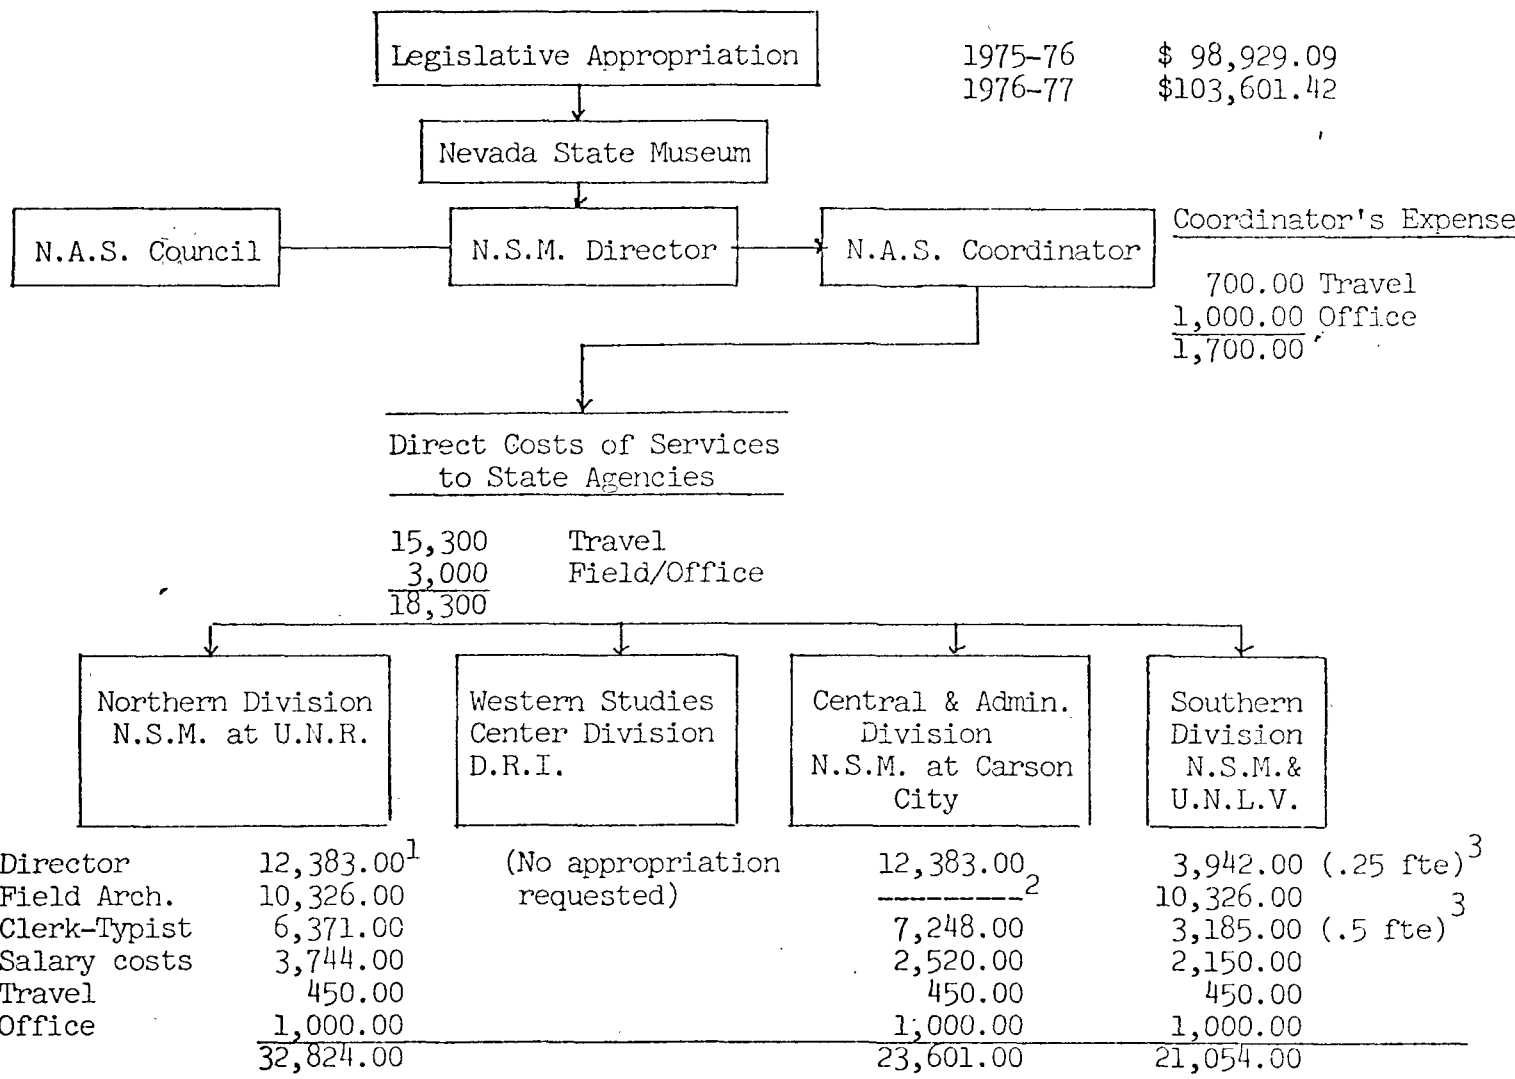 Legislative Appropriation
1975-76 $ 98,929.09
1976-77 $103,601.42
Nevada State Museum
N.A.S. Council
N.S.M. Director
N.A.S. Coordinator
Coordinator's Expense
700.00 Travel
1,000.00 Office
1,700.00
Direct Costs of Services
to State Agencies
15,300 Travel
3,000 Field/Office
18,300
Northern Division
N.S.M. at U.N.R.
Western Studies
Center Division
D.R.I.
Central & Admin.
Division
N.S.M. at Carson
City
Southern
Division
N.S.M.&
U.N.L.V.
Director 12,383.00¹ (No appropriation 12,383.00 3,942.00 (.25 fte)³
Field Arch. 10,326.00 requested) ---------² 10,326.00
Clerk-Typist 6,371.00 7,248.00 3,185.00 (.5 fte)³
Salary costs 3,744.00 2,520.00 2,150.00
Travel 450.00 450.00 450.00
Office 1,000.00 1,000.00 1,000.00
32,824.00 23,601.00 21,054.00